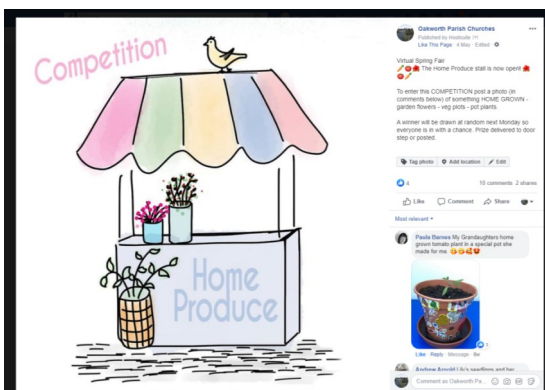 Competition
Home
Produce
Oakworth Parish Churches
Published by
Like This Page · 4 May · Edited ·
Virtual Spring Fair
The Home Produce stall is now open!
To enter this COMPETITION post a photo (in
comments below) of something HOME GROWN -
garden flowers - veg plots - pot plants.
A winner will be drawn at random next Monday so
everyone is in with a chance. Prize delivered to door
step or posted.
Tag photo
Add location
Edit
4
10 comments 2 shares
Like
Comment
Share
Most relevant
Paula Barnes My Grandaughters home
grown tomato plant in a special pot she
made for me
Like · Reply · Message ·
Andrew Arnold Lily's seedlings and her
Comment as Oakworth Pa...